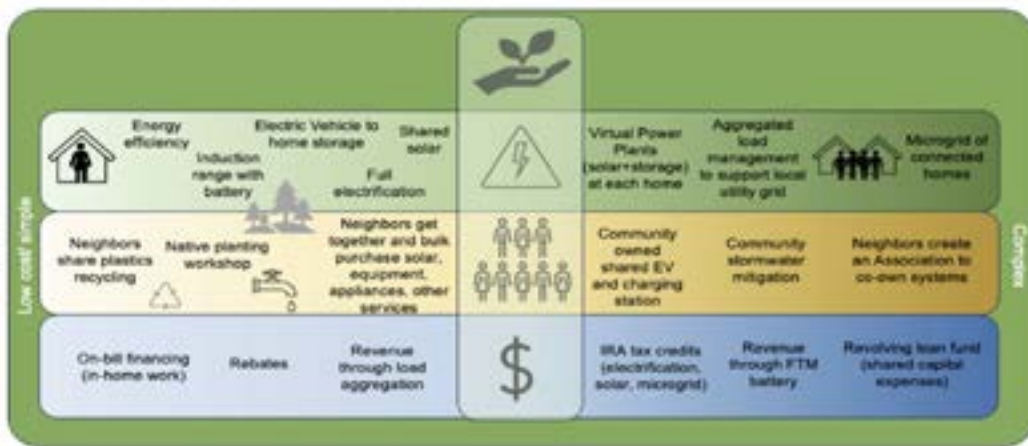 Energy
efficiency
Electric Vehicle to
home storage
Shared
solar
Induction
range with
battery
Full
electrification
Virtual Power
Plants
(solar+storage)
at each home
Aggregated
load
management
to support local
utility grid
Microgrid of
connected
homes
Low cost/ simple
Neighbors
share plastics
recycling
Native planting
workshop
Neighbors get
together and bulk
purchase solar,
equipment,
appliances, other
services
Community
owned
shared EV
and charging
station
Community
stormwater
mitigation
Neighbors create
an Association to
co-own systems
Complex
On-bill financing
(in-home work)
Rebates
Revenue
through load
aggregation
$
IRA tax credits
(electrification,
solar, microgrid)
Revenue
through FTM
battery
Revolving loan fund
(shared capital
expenses)